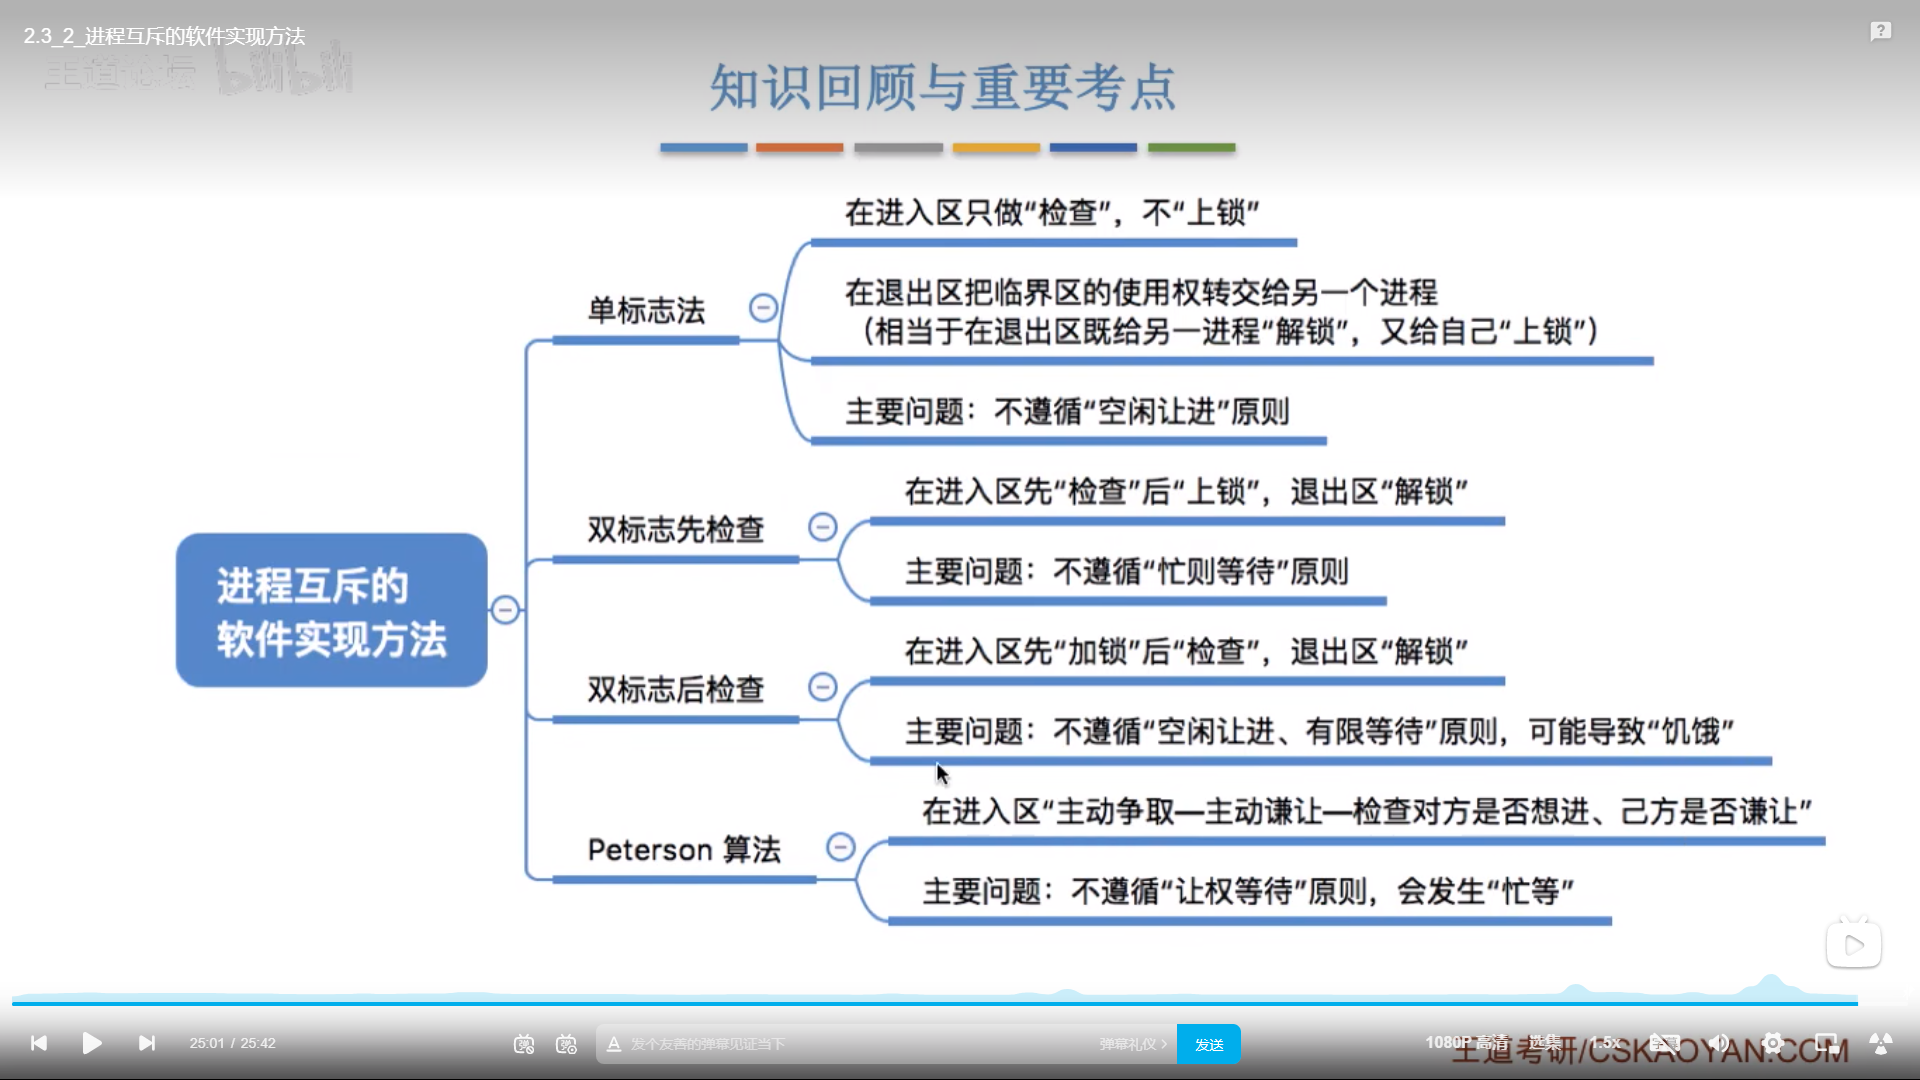 2.3_2_进程互斥的软件实现方法
王道论坛 bilibili
知识回顾与重要考点
在进入区只做“检查”，不“上锁”
在退出区把临界区的使用权转交给另一个进程
（相当于在退出区既给另一进程“解锁”，又给自己“上锁”）
单标志法
主要问题：不遵循“空闲让进”原则
在进入区先“检查”后“上锁”，退出区“解锁”
双标志先检查
主要问题：不遵循“忙则等待”原则
进程互斥的
软件实现方法
在进入区先“加锁”后“检查”，退出区“解锁”
双标志后检查
主要问题：不遵循“空闲让进、有限等待”原则，可能导致“饥饿”
在进入区“主动争取—主动谦让—检查对方是否想进、己方是否谦让”
Peterson 算法
主要问题：不遵循“让权等待”原则，会发生“忙等”
25:01 / 25:42
发个友善的弹幕见证当下
弹幕礼仪
发送
1080P 高清
选集
1.5x
王道考研/CSKAOYAN.COM